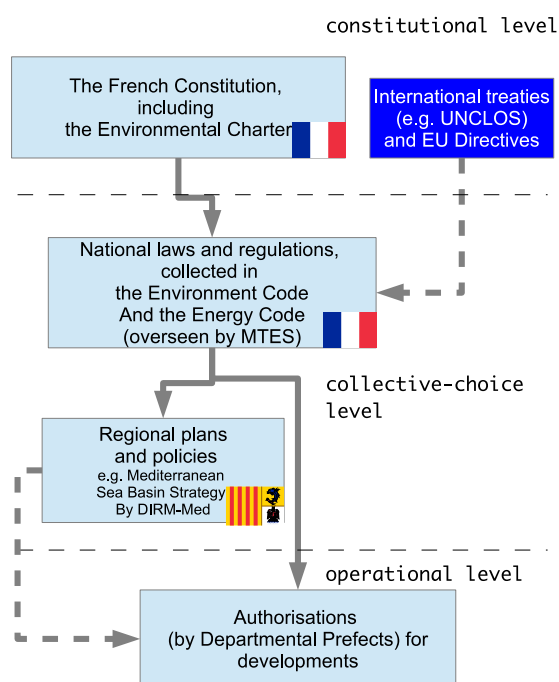 constitutional level
The French Constitution,
including
the Environmental Charter
International treaties
(e.g. UNCLOS)
and EU Directives
National laws and regulations,
collected in
the Environment Code
And the Energy Code
(overseen by MTES)
collective-choice
level
Regional plans
and policies
e.g. Mediterranean
Sea Basin Strategy
By DIRM-Med
operational level
Authorisations
(by Departmental Prefects) for
developments